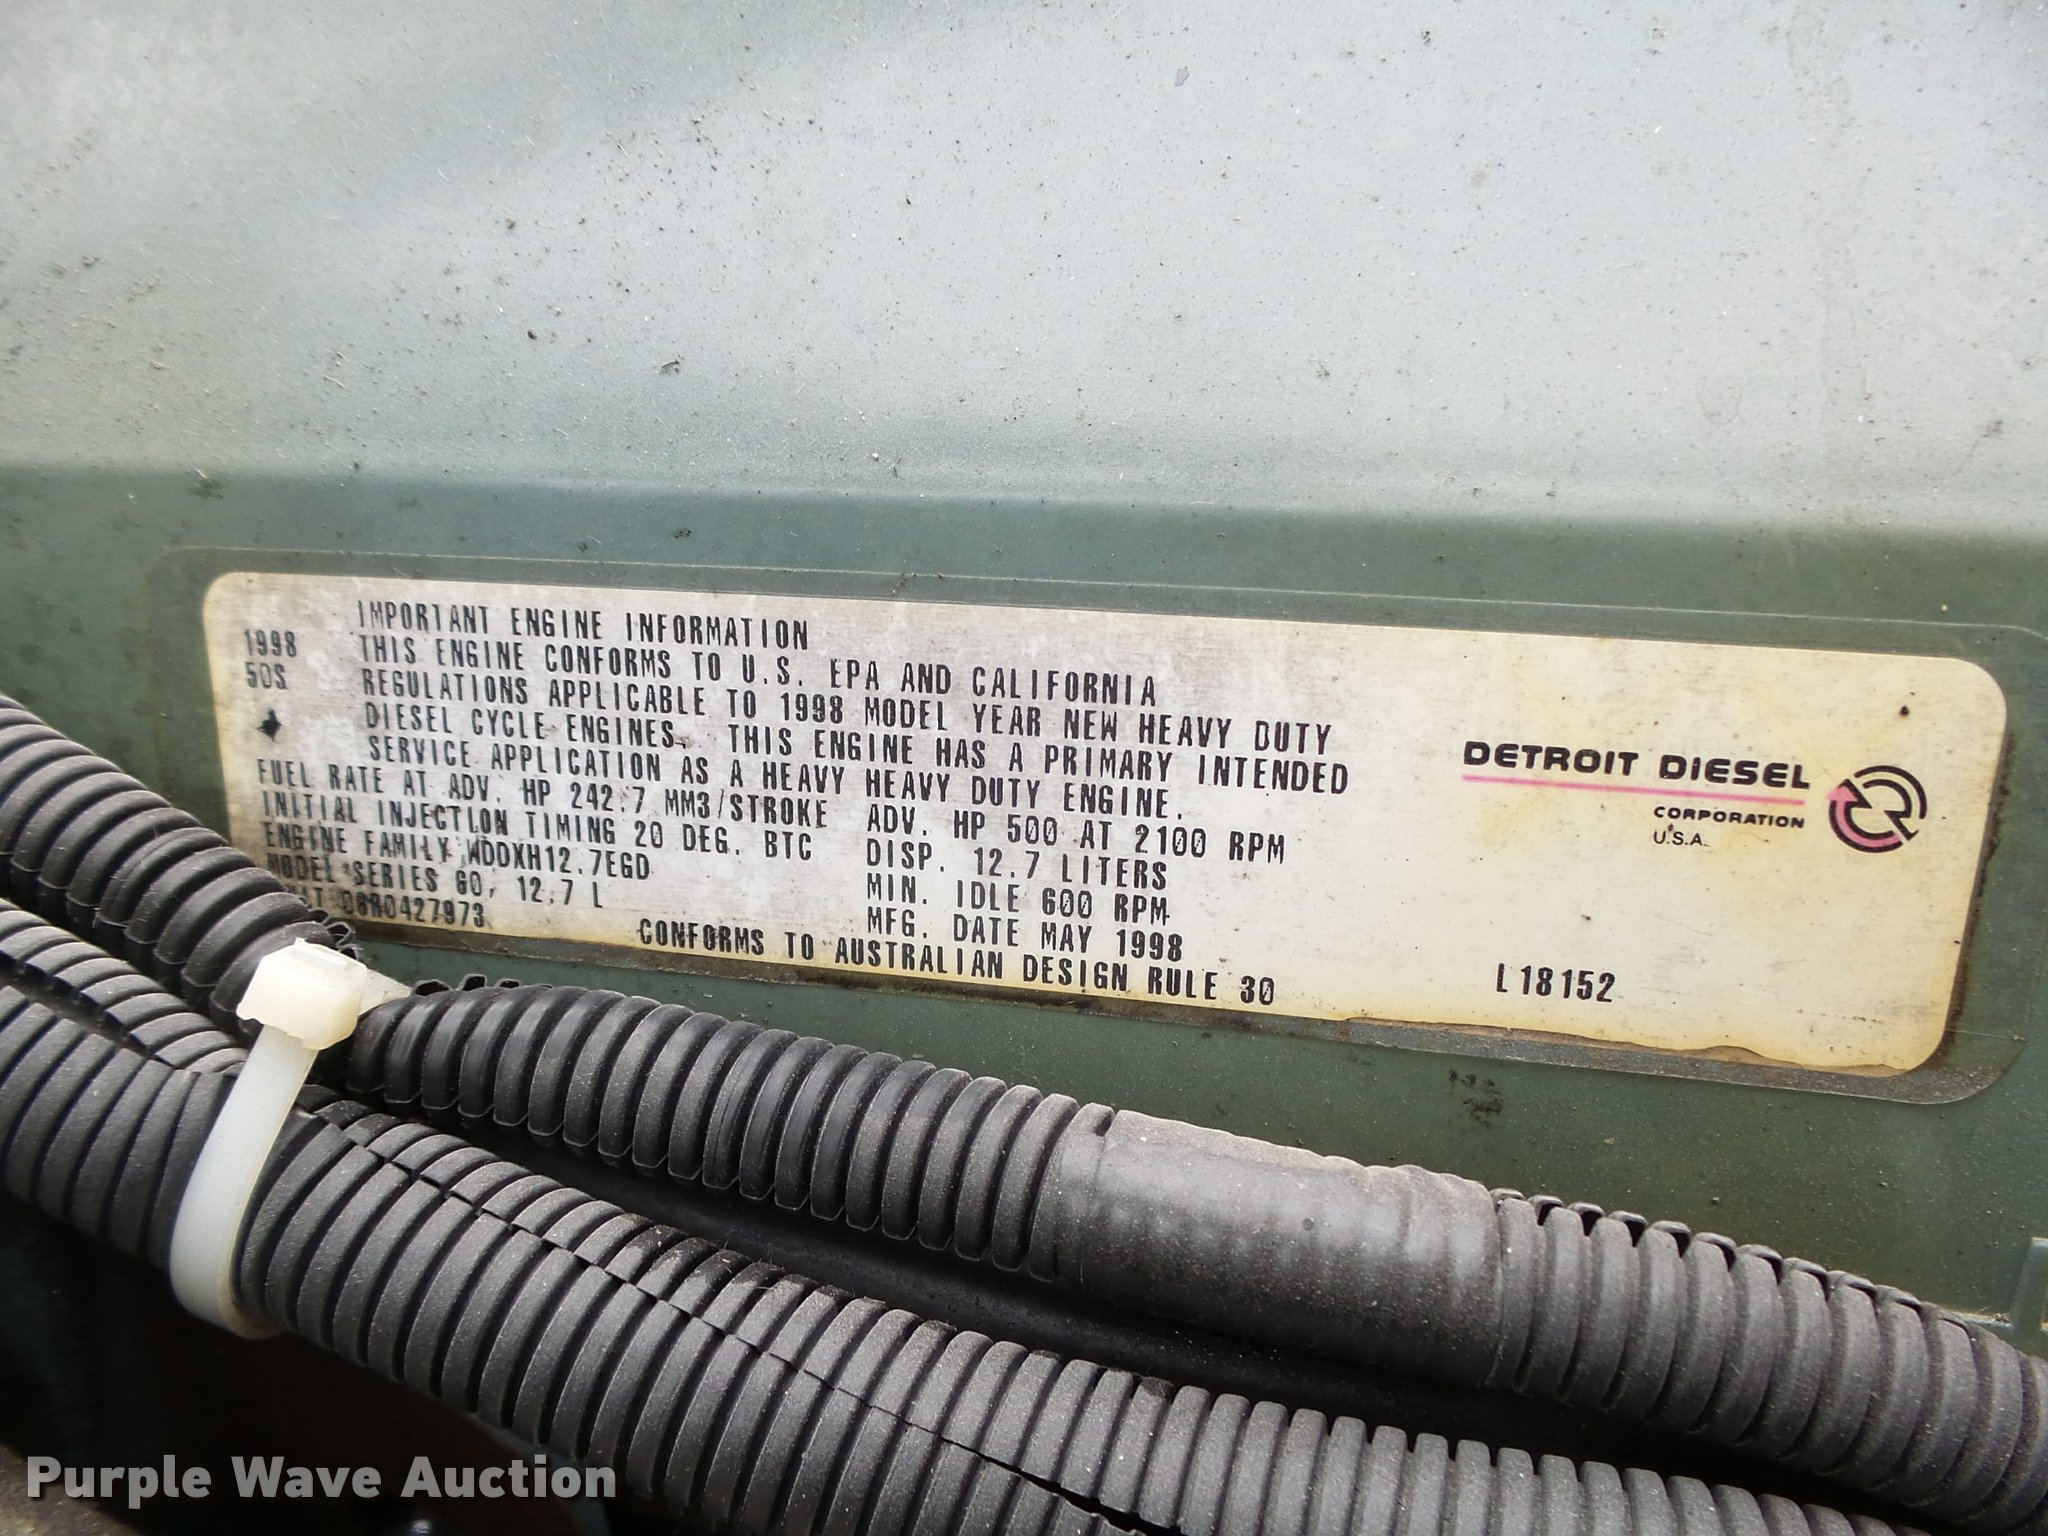 IMPORTANT ENGINE INFORMATION
1998 THIS ENGINE CONFORMS TO U.S. EPA AND CALIFORNIA
50S REGULATIONS APPLICABLE TO 1998 MODEL YEAR NEW HEAVY DUTY
DIESEL CYCLE ENGINES. THIS ENGINE HAS A PRIMARY INTENDED
SERVICE APPLICATION AS A HEAVY HEAVY DUTY ENGINE.
FUEL RATE AT ADV. HP 242.7 MM3/STROKE ADV. HP 500 AT 2100 RPM
INITIAL INJECTION TIMING 20 DEG. BTC DISP. 12.7 LITERS
ENGINE FAMILY WDDXH12.7EGD MIN. IDLE 600 RPM
MODEL SERIES 60, 12.7 L MFG. DATE MAY 1998
06R0427973 CONFORMS TO AUSTRALIAN DESIGN RULE 30
DETROIT DIESEL
CORPORATION
U.S.A.
L18152
Purple Wave Auction